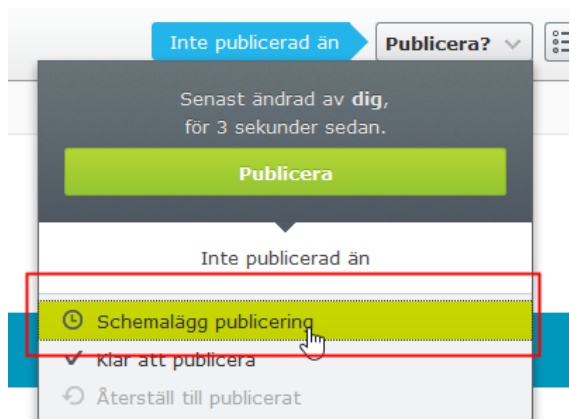 Inte publicerad än
Publicera?
Senast ändrad av dig,
för 3 sekunder sedan.
Publicera
Inte publicerad än
Schemalägg publicering
Klar att publicera
Återställ till publicerat